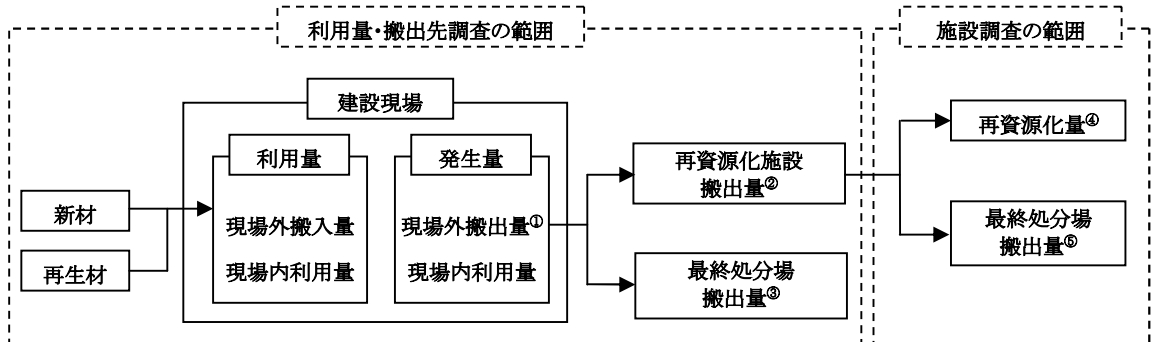 利用量・搬出先調査の範囲
施設調査の範囲
建設現場
利用量
発生量
新材
再生材
現場外搬入量
現場内利用量
現場外搬出量①
現場内利用量
再資源化施設
搬出量②
最終処分場
搬出量③
再資源化量④
最終処分場
搬出量⑤